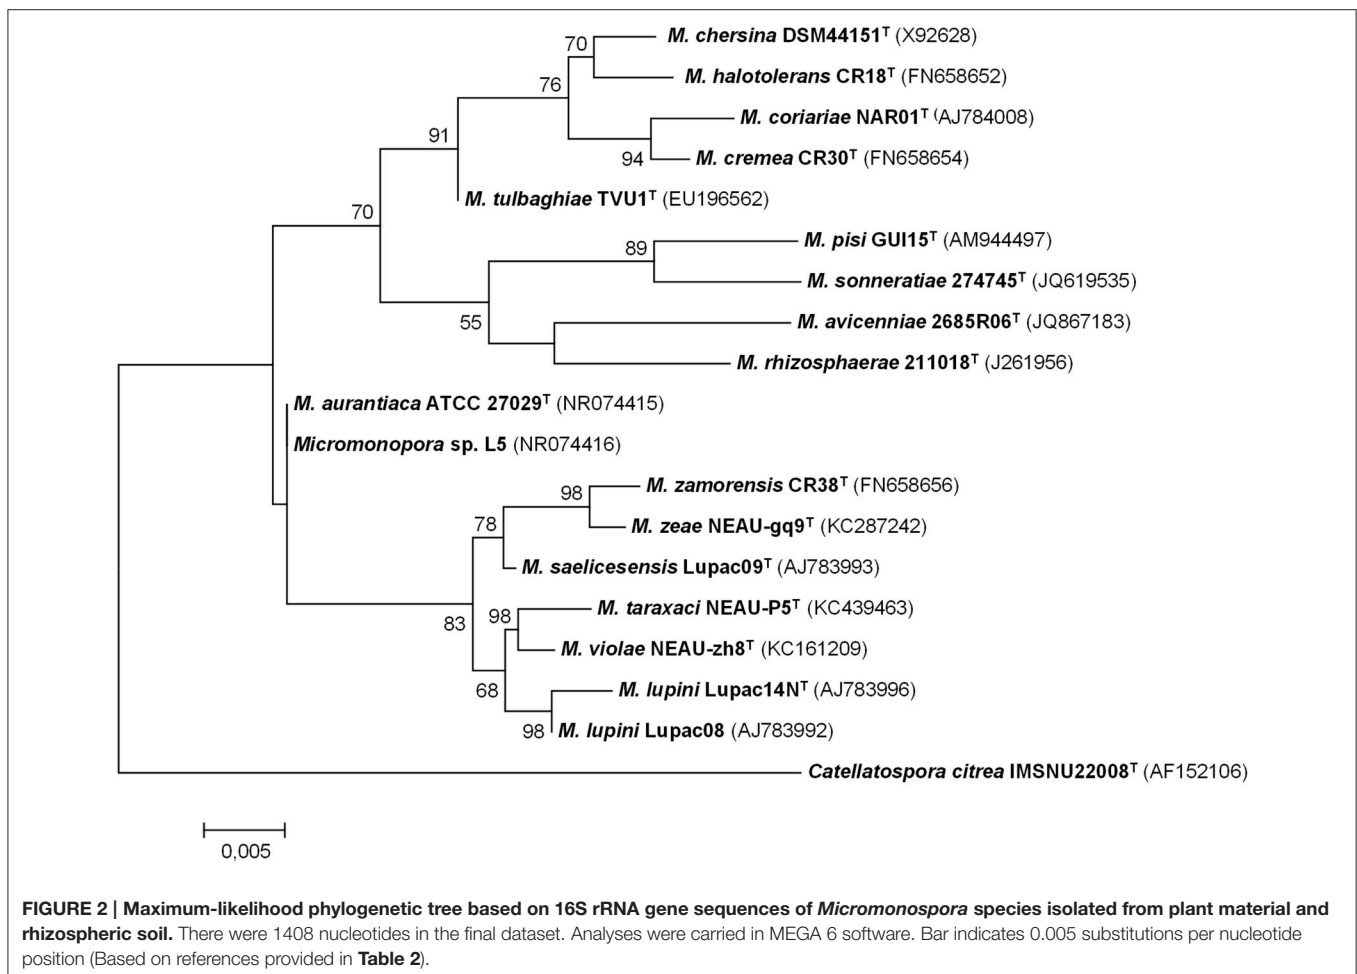 70
M. chersina DSM44151ᵀ (X92628)
76
M. halotolerans CR18ᵀ (FN658652)
91
M. coriariae NAR01ᵀ ⁽AJ784008)
94
M. cremea CR30ᵀ (FN658654)
70
M. tulbaghiae TVU1ᵀ (EU196562)
89
M. pisi GUI15ᵀ (AM944497)
M. sonneratiae 274745ᵀ (JQ619535)
55
M. avicenniae 2685R06ᵀ (JQ867183)
M. rhizosphaerae 211018ᵀ (J261956)
M. aurantiaca ATCC 27029ᵀ (NR074415)
Micromonopora sp. L5 (NR074416)
98
M. zamorensis CR38ᵀ (FN658656)
78
M. zeae NEAU-gq9ᵀ (KC287242)
M. saelicesensis Lupac09ᵀ (AJ783993)
83
98
M. taraxaci NEAU-P5ᵀ (KC439463)
M. violae NEAU-zh8ᵀ (KC161209)
68
M. lupini Lupac14Nᵀ (AJ783996)
98
M. lupini Lupac08 (AJ783992)
Catellatospora citrea IMSNU22008ᵀ (AF152106)
0,005
FIGURE 2 | Maximum-likelihood phylogenetic tree based on 16S rRNA gene sequences of Micromonospora species isolated from plant material and
rhizospheric soil. There were 1408 nucleotides in the final dataset. Analyses were carried in MEGA 6 software. Bar indicates 0.005 substitutions per nucleotide
position (Based on references provided in Table 2).